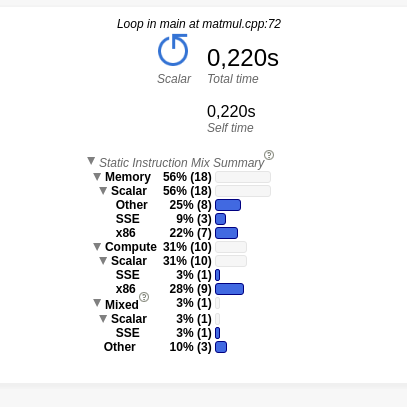 Loop in main at matmul.cpp:72
0,220s
Scalar Total time
0,220s
Self time
Static Instruction Mix Summary ?
Memory 56% (18)
Scalar 56% (18)
Other 25% (8)
SSE 9% (3)
x86 22% (7)
Compute 31% (10)
Scalar 31% (10)
SSE 3% (1)
x86 28% (9)
Mixed ? 3% (1)
Scalar 3% (1)
SSE 3% (1)
Other 10% (3)